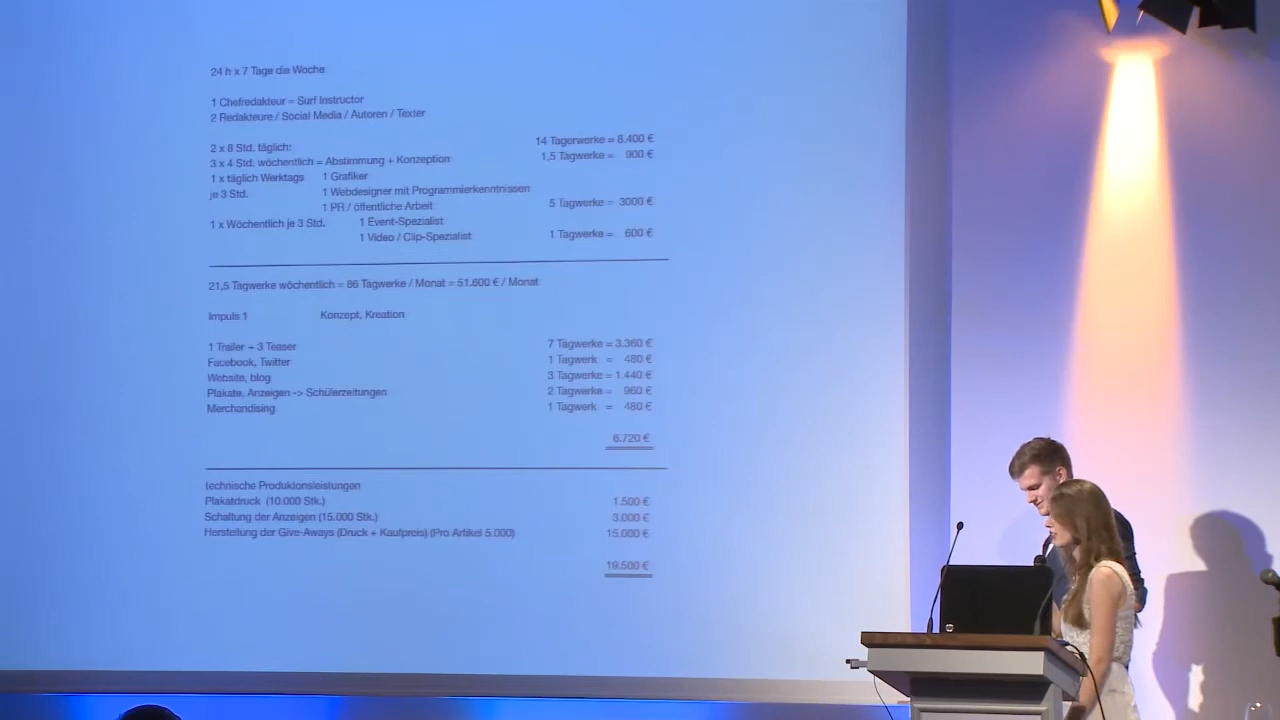 24 h x 7 Tage die Woche
1 Chefredakteur = Surf Instructor
2 Redakteure / Social Media / Autoren / Texter
2 x 8 Std. täglich: 14 Tagerwerke = 8.400 €
3 x 4 Std. wöchentlich = Abstimmung + Konzeption 1,5 Tagwerke = 900 €
1 x täglich Werktags 1 Grafiker
je 3 Std. 1 Webdesigner mit Programmierkenntnissen
1 PR / öffentliche Arbeit 5 Tagwerke = 3000 €
1 x Wöchentlich je 3 Std. 1 Event-Spezialist
1 Video / Clip-Spezialist 1 Tagwerke = 600 €
21,5 Tagwerke wöchentlich = 86 Tagwerke / Monat = 51.600 € / Monat
Impuls 1 Konzept, Kreation
1 Trailer + 3 Teaser 7 Tagwerke = 3.360 €
Facebook, Twitter 1 Tagwerk = 480 €
Website, blog 3 Tagwerke = 1.440 €
Plakate, Anzeigen -> Schülerzeitungen 2 Tagwerke = 960 €
Merchandising 1 Tagwerk = 480 €
6.720 €
technische Produktionsleistungen
Plakatdruck (10.000 Stk.) 1.500 €
Schaltung der Anzeigen (15.000 Stk.) 3.000 €
Herstellung der Give-Aways (Druck + Kaufpreis) (Pro Artikel 5.000) 15.000 €
19.500 €